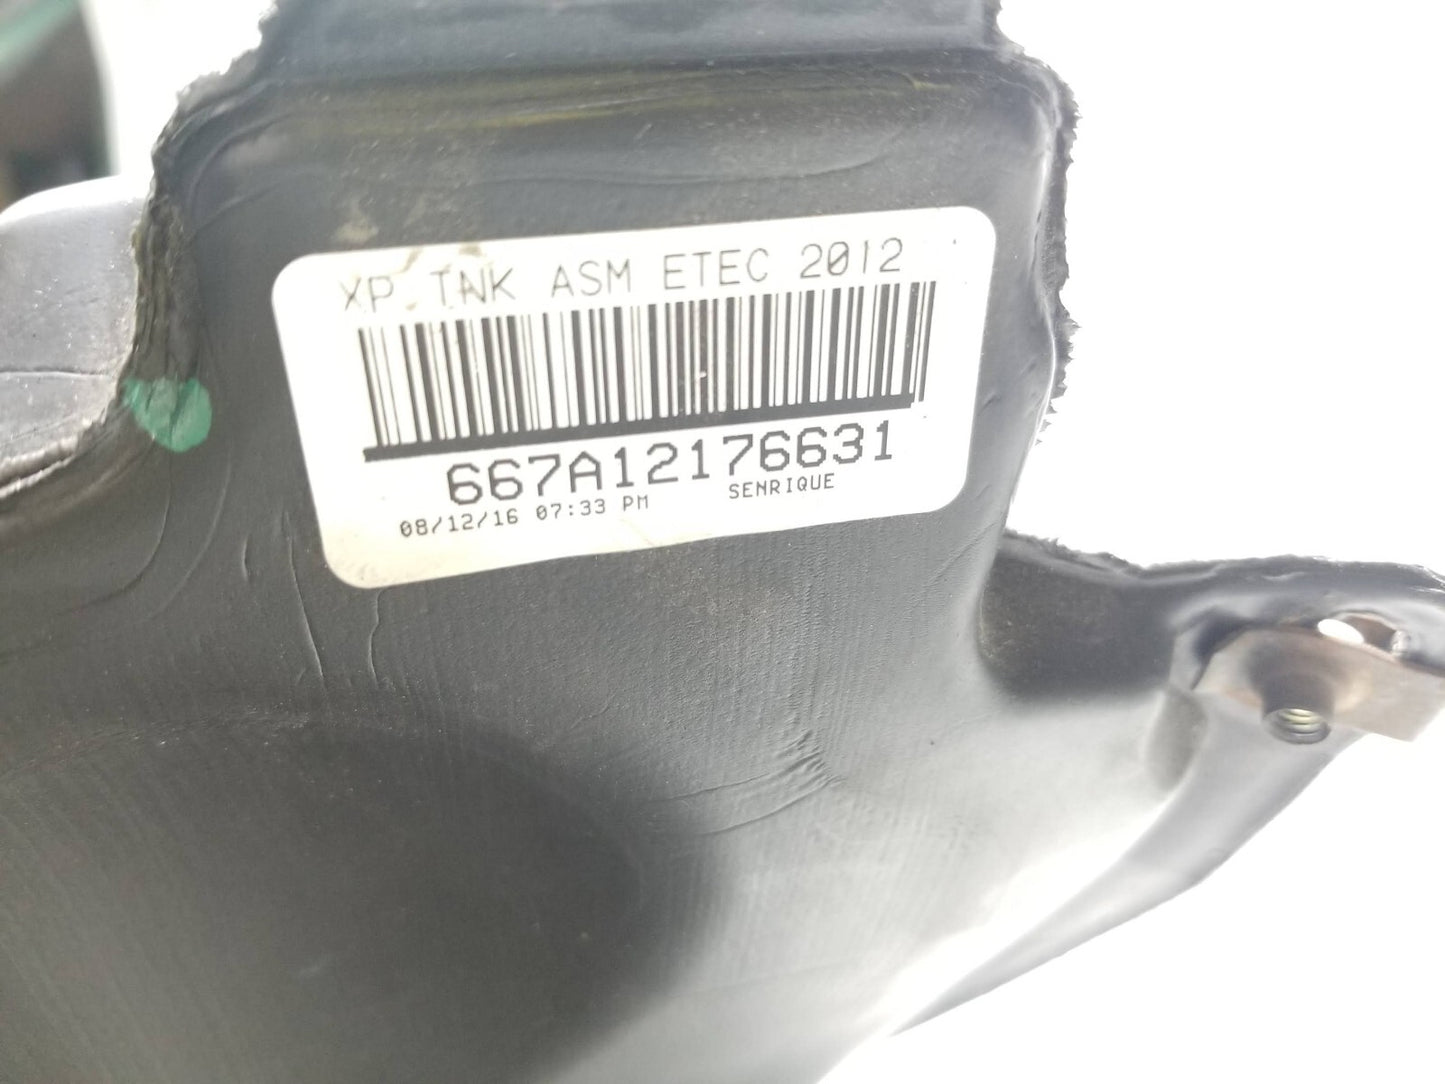 XP TNK ASM ETEC 2012
667A12176631
08/12/16 07:33 PM SENRIQUE